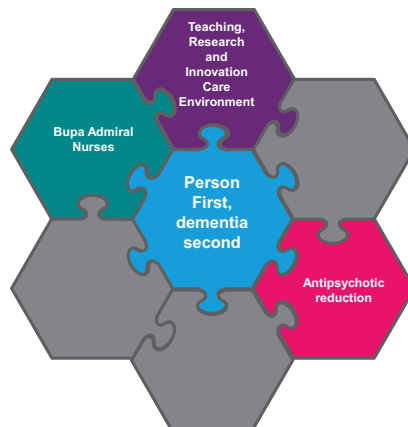 Teaching,
Research
and
Innovation
Care
Environment
Bupa Admiral
Nurses
Person
First,
dementia
second
Antipsychotic
reduction